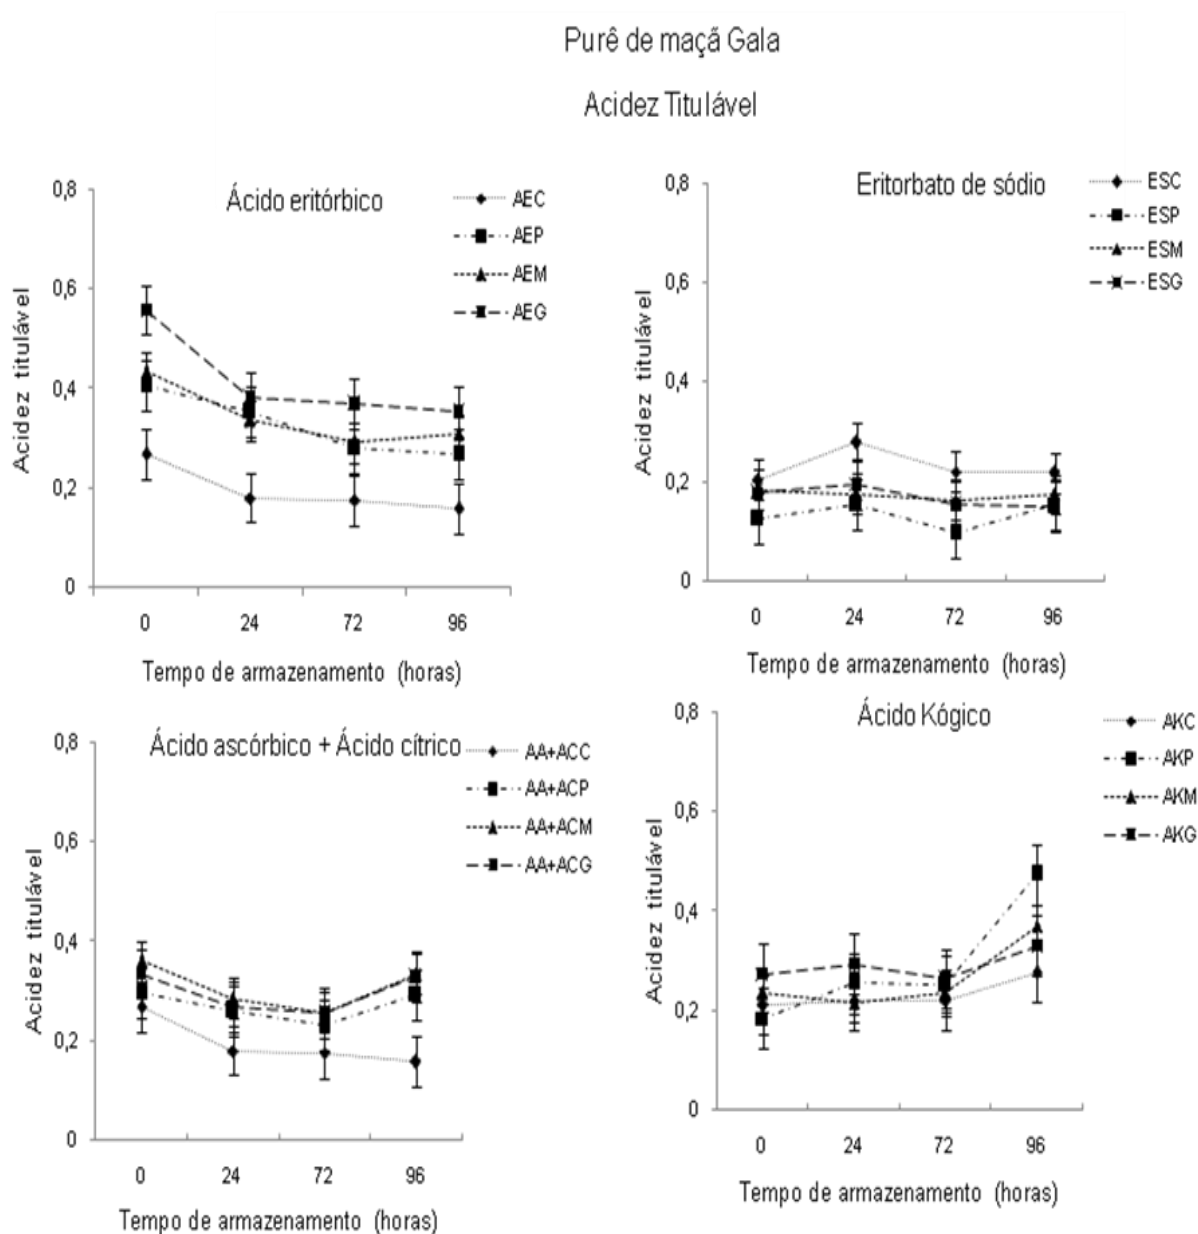 Purê de maçã Gala
Acidez Titulável
Ácido eritórbico
AEC
AEP
AEM
AEG
0,8
0,6
0,4
0,2
0
Acidez titulável
0 24 72 96
Tempo de armazenamento (horas)
Eritorbato de sódio
ESC
ESP
ESM
ESG
0,8
0,6
0,4
0,2
0
Acidez titulável
0 24 72 96
Tempo de armazenamento (horas)
Ácido ascórbico + Ácido cítrico
AA+ACC
AA+ACP
AA+ACM
AA+ACG
0,8
0,6
0,4
0,2
0
Acidez titulável
0 24 72 96
Tempo de armazenamento (horas)
Ácido Kógico
AKC
AKP
AKM
AKG
0,8
0,6
0,4
0,2
0
Acidez titulável
0 24 72 96
Tempo de armazenamento (horas)